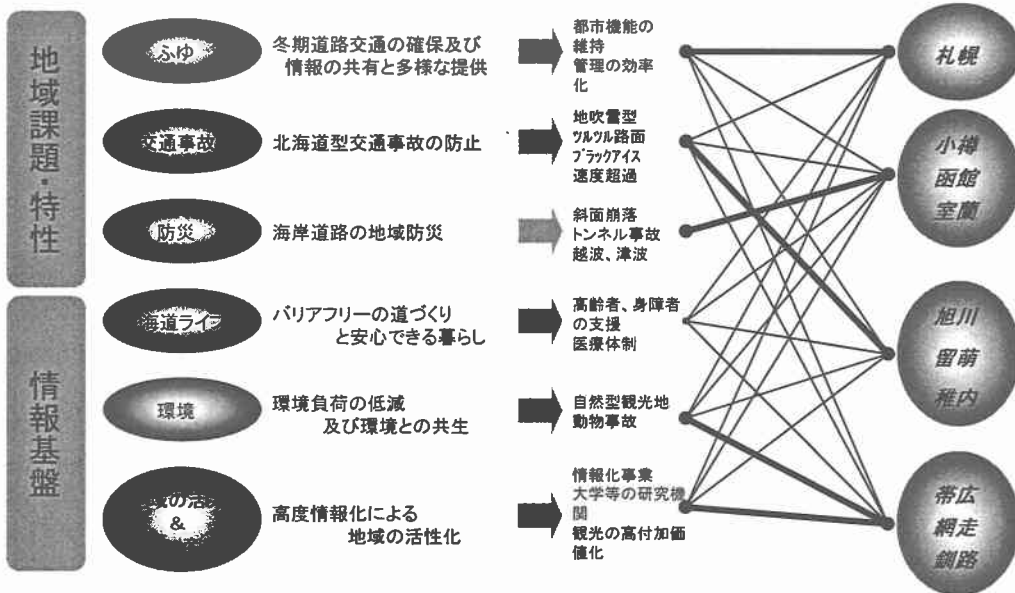 地域課題・特性
ふゆ
冬期道路交通の確保及び
情報の共有と多様な提供
都市機能の
維持
管理の効率
化
交通事故
北海道型交通事故の防止
地吹雪型
ﾂﾙﾂﾙ路面
ﾌﾞﾗｯｸｱｲｽ
速度超過
防災
海岸道路の地域防災
斜面崩落
トンネル事故
越波、津波
情報基盤
海道ライフ
バリアフリーの道づくり
と安心できる暮らし
高齢者、身障者
の支援
医療体制
環境
環境負荷の低減
及び環境との共生
自然型観光地
動物事故
の活
&
高度情報化による
地域の活性化
情報化事業
大学等の研究機
関
観光の高付加価
値化
札幌
小樽
函館
室蘭
旭川
留萌
稚内
帯広
網走
釧路